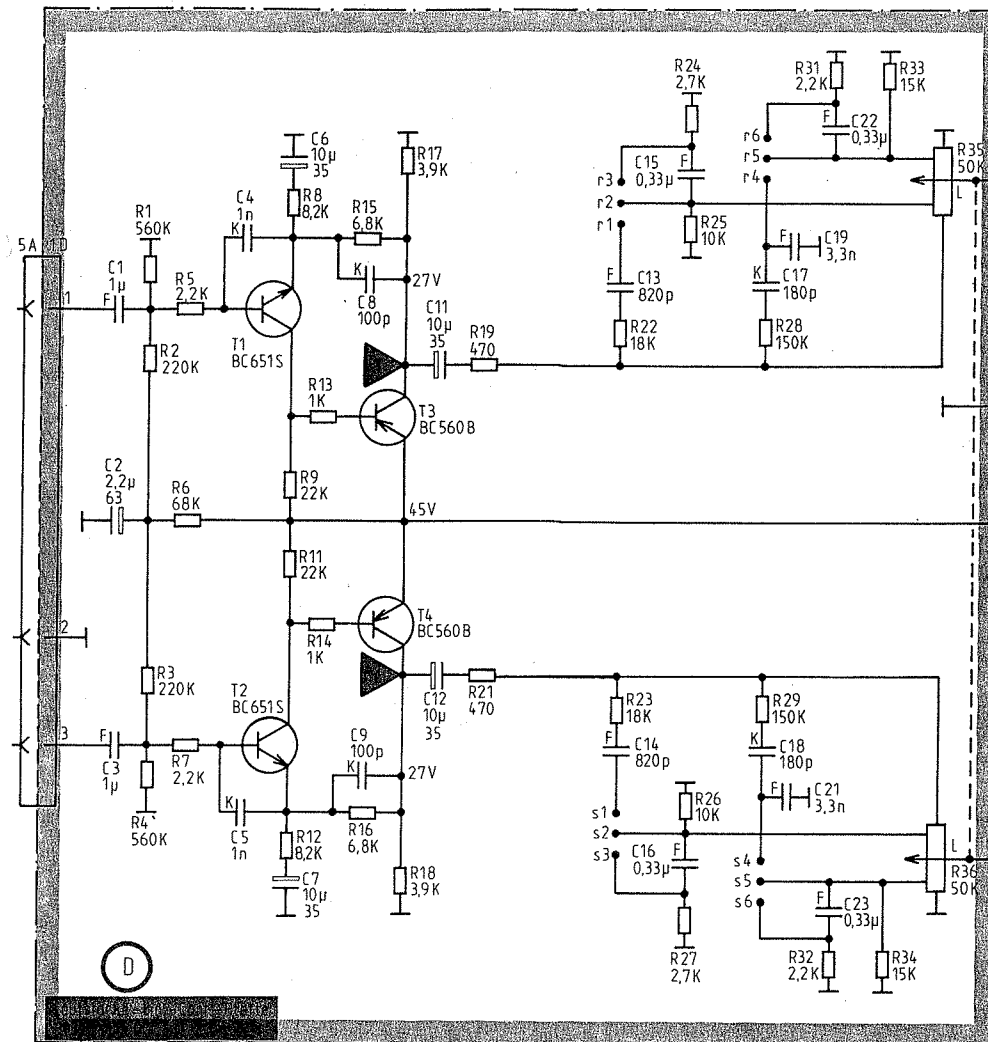 R24
2,7K
R31
2,2K
R33
15K
C6
10µ
35
F
C22
0,33µ
r6
r5
r4
R35
50K
L
R17
3,9K
C15
0,33µ
F
r3
r2
r1
R8
8,2K
C4
1n
K
R15
6,8K
R1
560K
R25
10K
5A 1D
F
C19
3,3n
C1
1µ
F
R5
2,2K
K
C8
100p
27V
F
C13
820p
K
C17
180p
1
C11
10µ
35
R19
470
R22
18K
R28
150K
T1
BC651S
R2
220K
R13
1K
T3
BC560B
C2
2,2µ
63
R6
68K
R9
22K
45V
R11
22K
T4
BC560B
2
R14
1K
R3
220K
T2
BC651S
C12
10µ
35
R21
470
R23
18K
R29
150K
C9
100p
K
F
C14
820p
K
C18
180p
3
F
C3
1µ
R7
2,2K
27V
F
C21
3,3n
R26
10K
K
C5
1n
R4
560K
R12
8,2K
R16
6,8K
s1
s2
s3
C16
0,33µ
F
s4
s5
s6
L
R36
50K
C7
10µ
35
R18
3,9K
F
C23
0,33µ
R27
2,7K
R32
2,2K
R34
15K
D